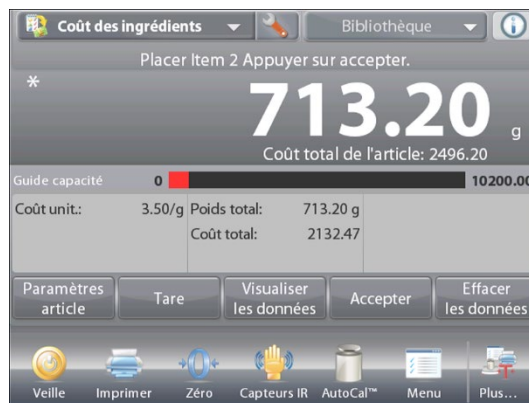 Coût des ingrédients Bibliothèque
Placer Item 2 Appuyer sur accepter.
*
713.20 g
Coût total de l'article: 2496.20
Guide capacité 0 10200.00
Coût unit.: 3.50/g Poids total: 713.20 g
Coût total: 2132.47
Paramètres article Tare Visualiser les données Accepter Effacer les données
Veille Imprimer Zéro Capteurs IR AutoCal™ Menu Plus...